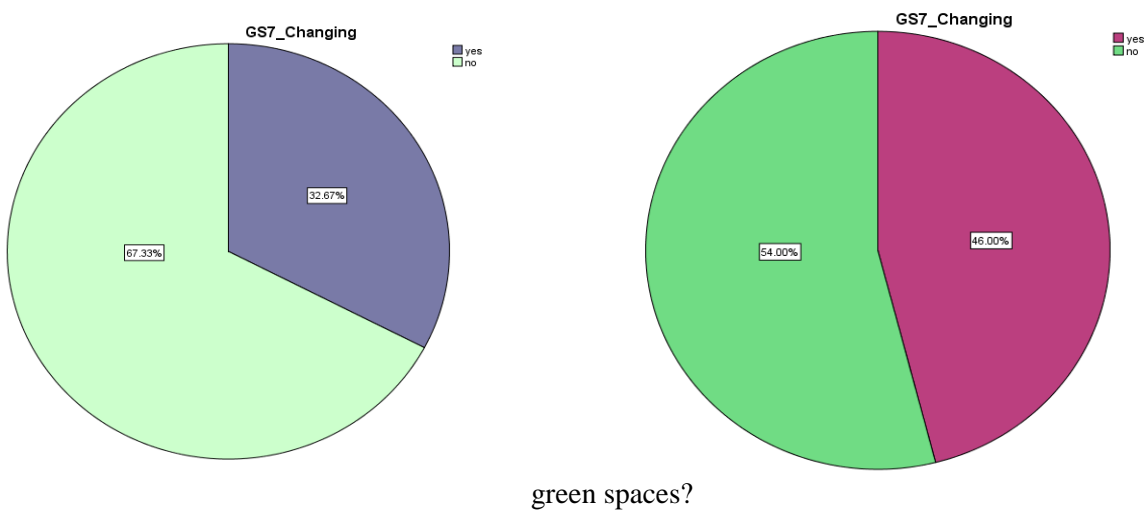 GS7_Changing
yes
no
32.67%
67.33%
GS7_Changing
yes
no
46.00%
54.00%
green spaces?